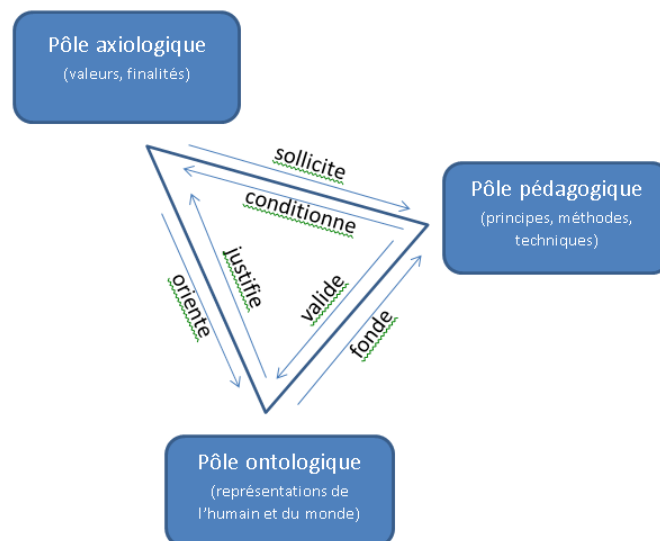 Pôle axiologique
(valeurs, finalités)
sollicite
conditionne
Pôle pédagogique
(principes, méthodes,
techniques)
oriente
justifie
valide
fonde
Pôle ontologique
(représentations de
l'humain et du monde)